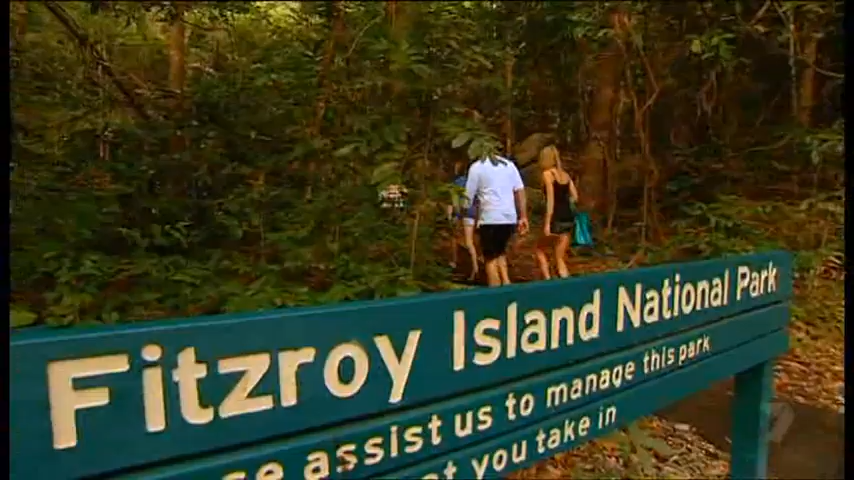 Fitzroy Island National Park
assist us to manage this park
you take in